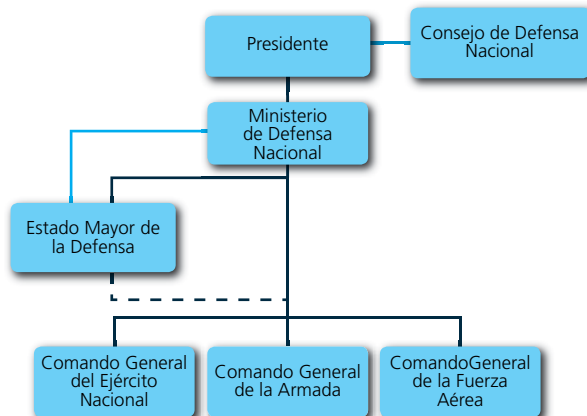 Presidente
Consejo de Defensa
Nacional
Ministerio
de Defensa
Nacional
Estado Mayor de
la Defensa
Comando General
del Ejército
Nacional
Comando General
de la Armada
ComandoGeneral
de la Fuerza
Aérea